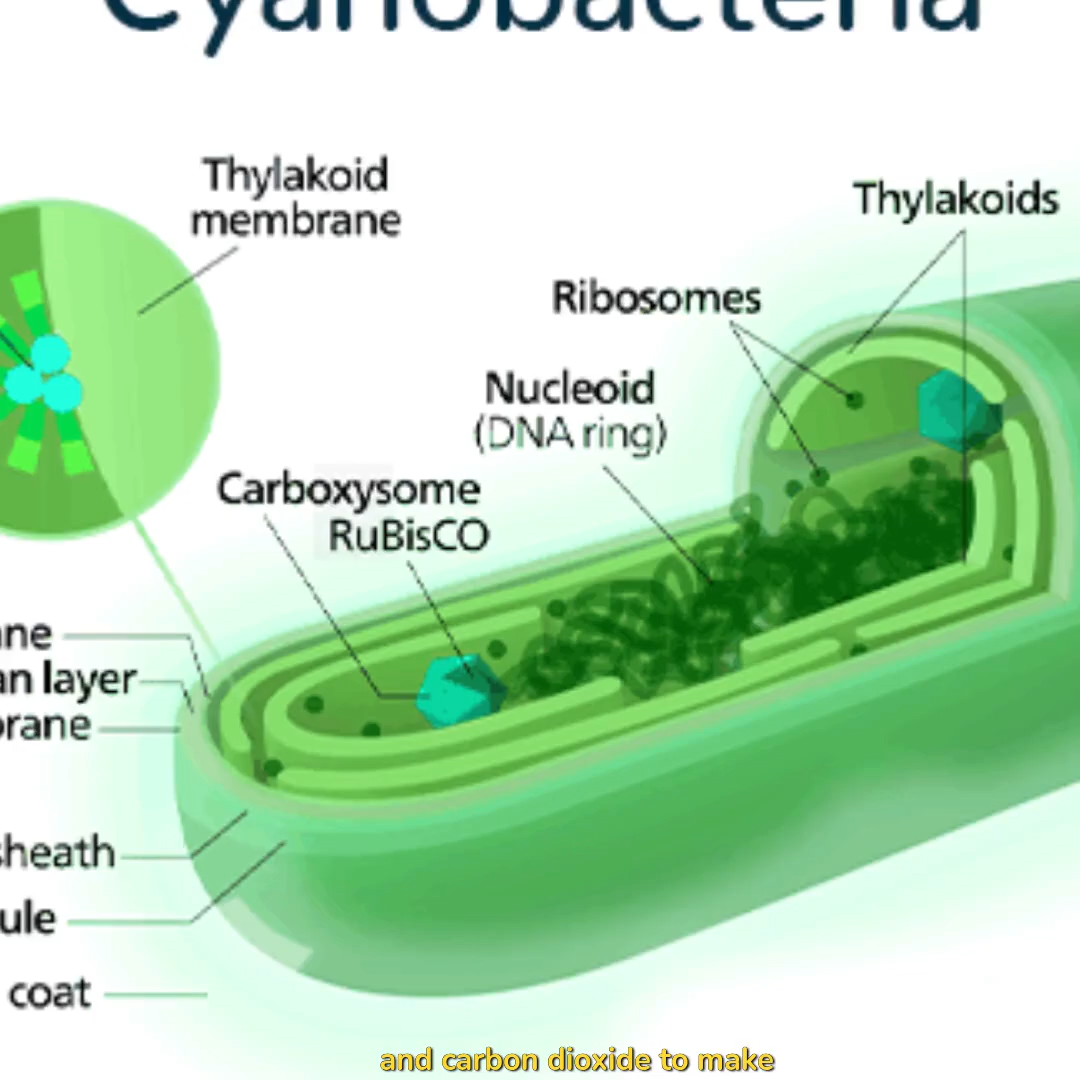 Cyanobacteria
Thylakoid
membrane
Thylakoids
Ribosomes
Nucleoid
(DNA ring)
Carboxysome
RuBisCO
ane
an layer
brane
sheath
ule
coat
and carbon dioxide to make